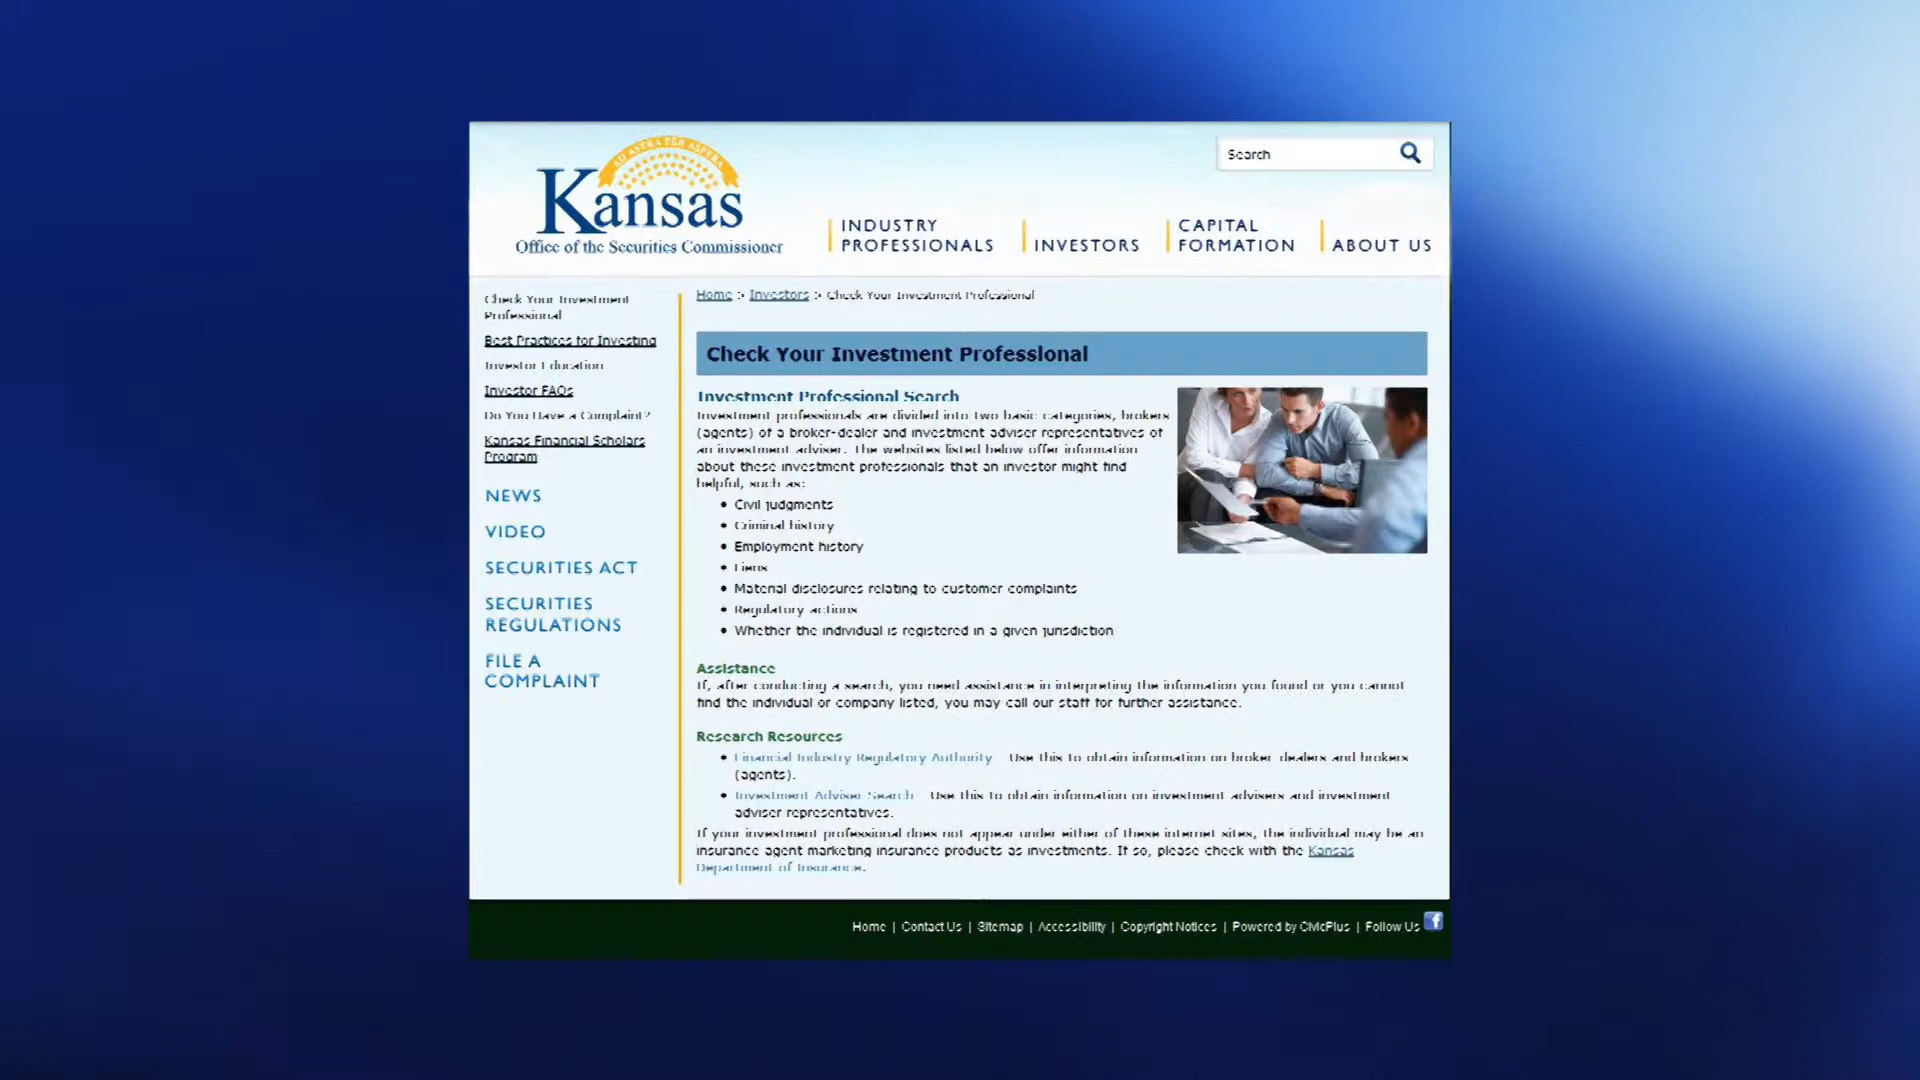 AD ASTRA PER ASPERA
Kansas
Office of the Securities Commissioner
Search
INDUSTRY
PROFESSIONALS
INVESTORS
CAPITAL
FORMATION
ABOUT US
Check Your Investment
Professional
Best Practices for Investing
Investor Education
Investor FAQs
Do You Have a Complaint?
Kansas Financial Scholars
Program
NEWS
VIDEO
SECURITIES ACT
SECURITIES
REGULATIONS
FILE A
COMPLAINT
Home > Investors > Check Your Investment Professional
Check Your Investment Professional
Investment Professional Search
Investment professionals are divided into two basic categories, brokers
(agents) of a broker-dealer and investment adviser representatives of
an investment adviser. The websites listed below offer information
about these investment professionals that an investor might find
helpful, such as:
• Civil judgments
• Criminal history
• Employment history
• Liens
• Material disclosures relating to customer complaints
• Regulatory actions
• Whether the individual is registered in a given jurisdiction
Assistance
If, after conducting a search, you need assistance in interpreting the information you found or you cannot
find the individual or company listed, you may call our staff for further assistance.
Research Resources
• Financial Industry Regulatory Authority - Use this to obtain information on broker-dealers and brokers
(agents).
• Investment Adviser Search - Use this to obtain information on investment advisers and investment
adviser representatives.
If your investment professional does not appear under either of these internet sites, the individual may be an
insurance agent marketing insurance products as investments. If so, please check with the Kansas
Department of Insurance.
Home | Contact Us | Sitemap | Accessibility | Copyright Notices | Powered by CivicPlus | Follow Us f